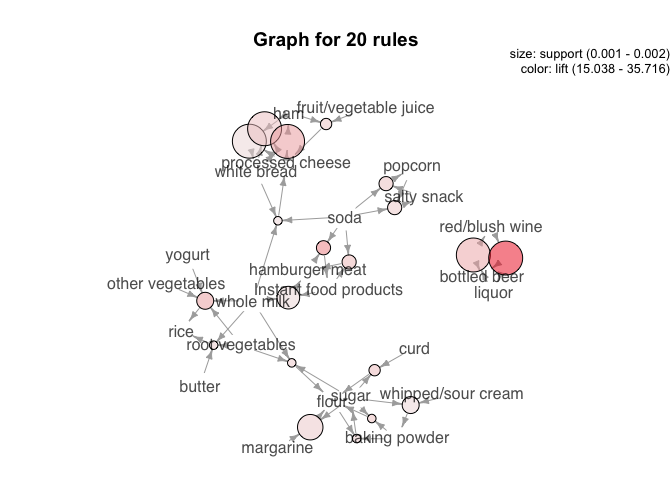 Graph for 20 rules
size: support (0.001 - 0.002)
color: lift (15.038 - 35.716)
fruit/vegetable juice
ham
processed cheese
white bread
popcorn
salty snack
soda
red/blush wine
yogurt
hamburger meat
bottled beer
other vegetables
Instant food products
liquor
whole milk
rice
root vegetables
curd
butter
whipped/sour cream
sugar
flour
baking powder
margarine